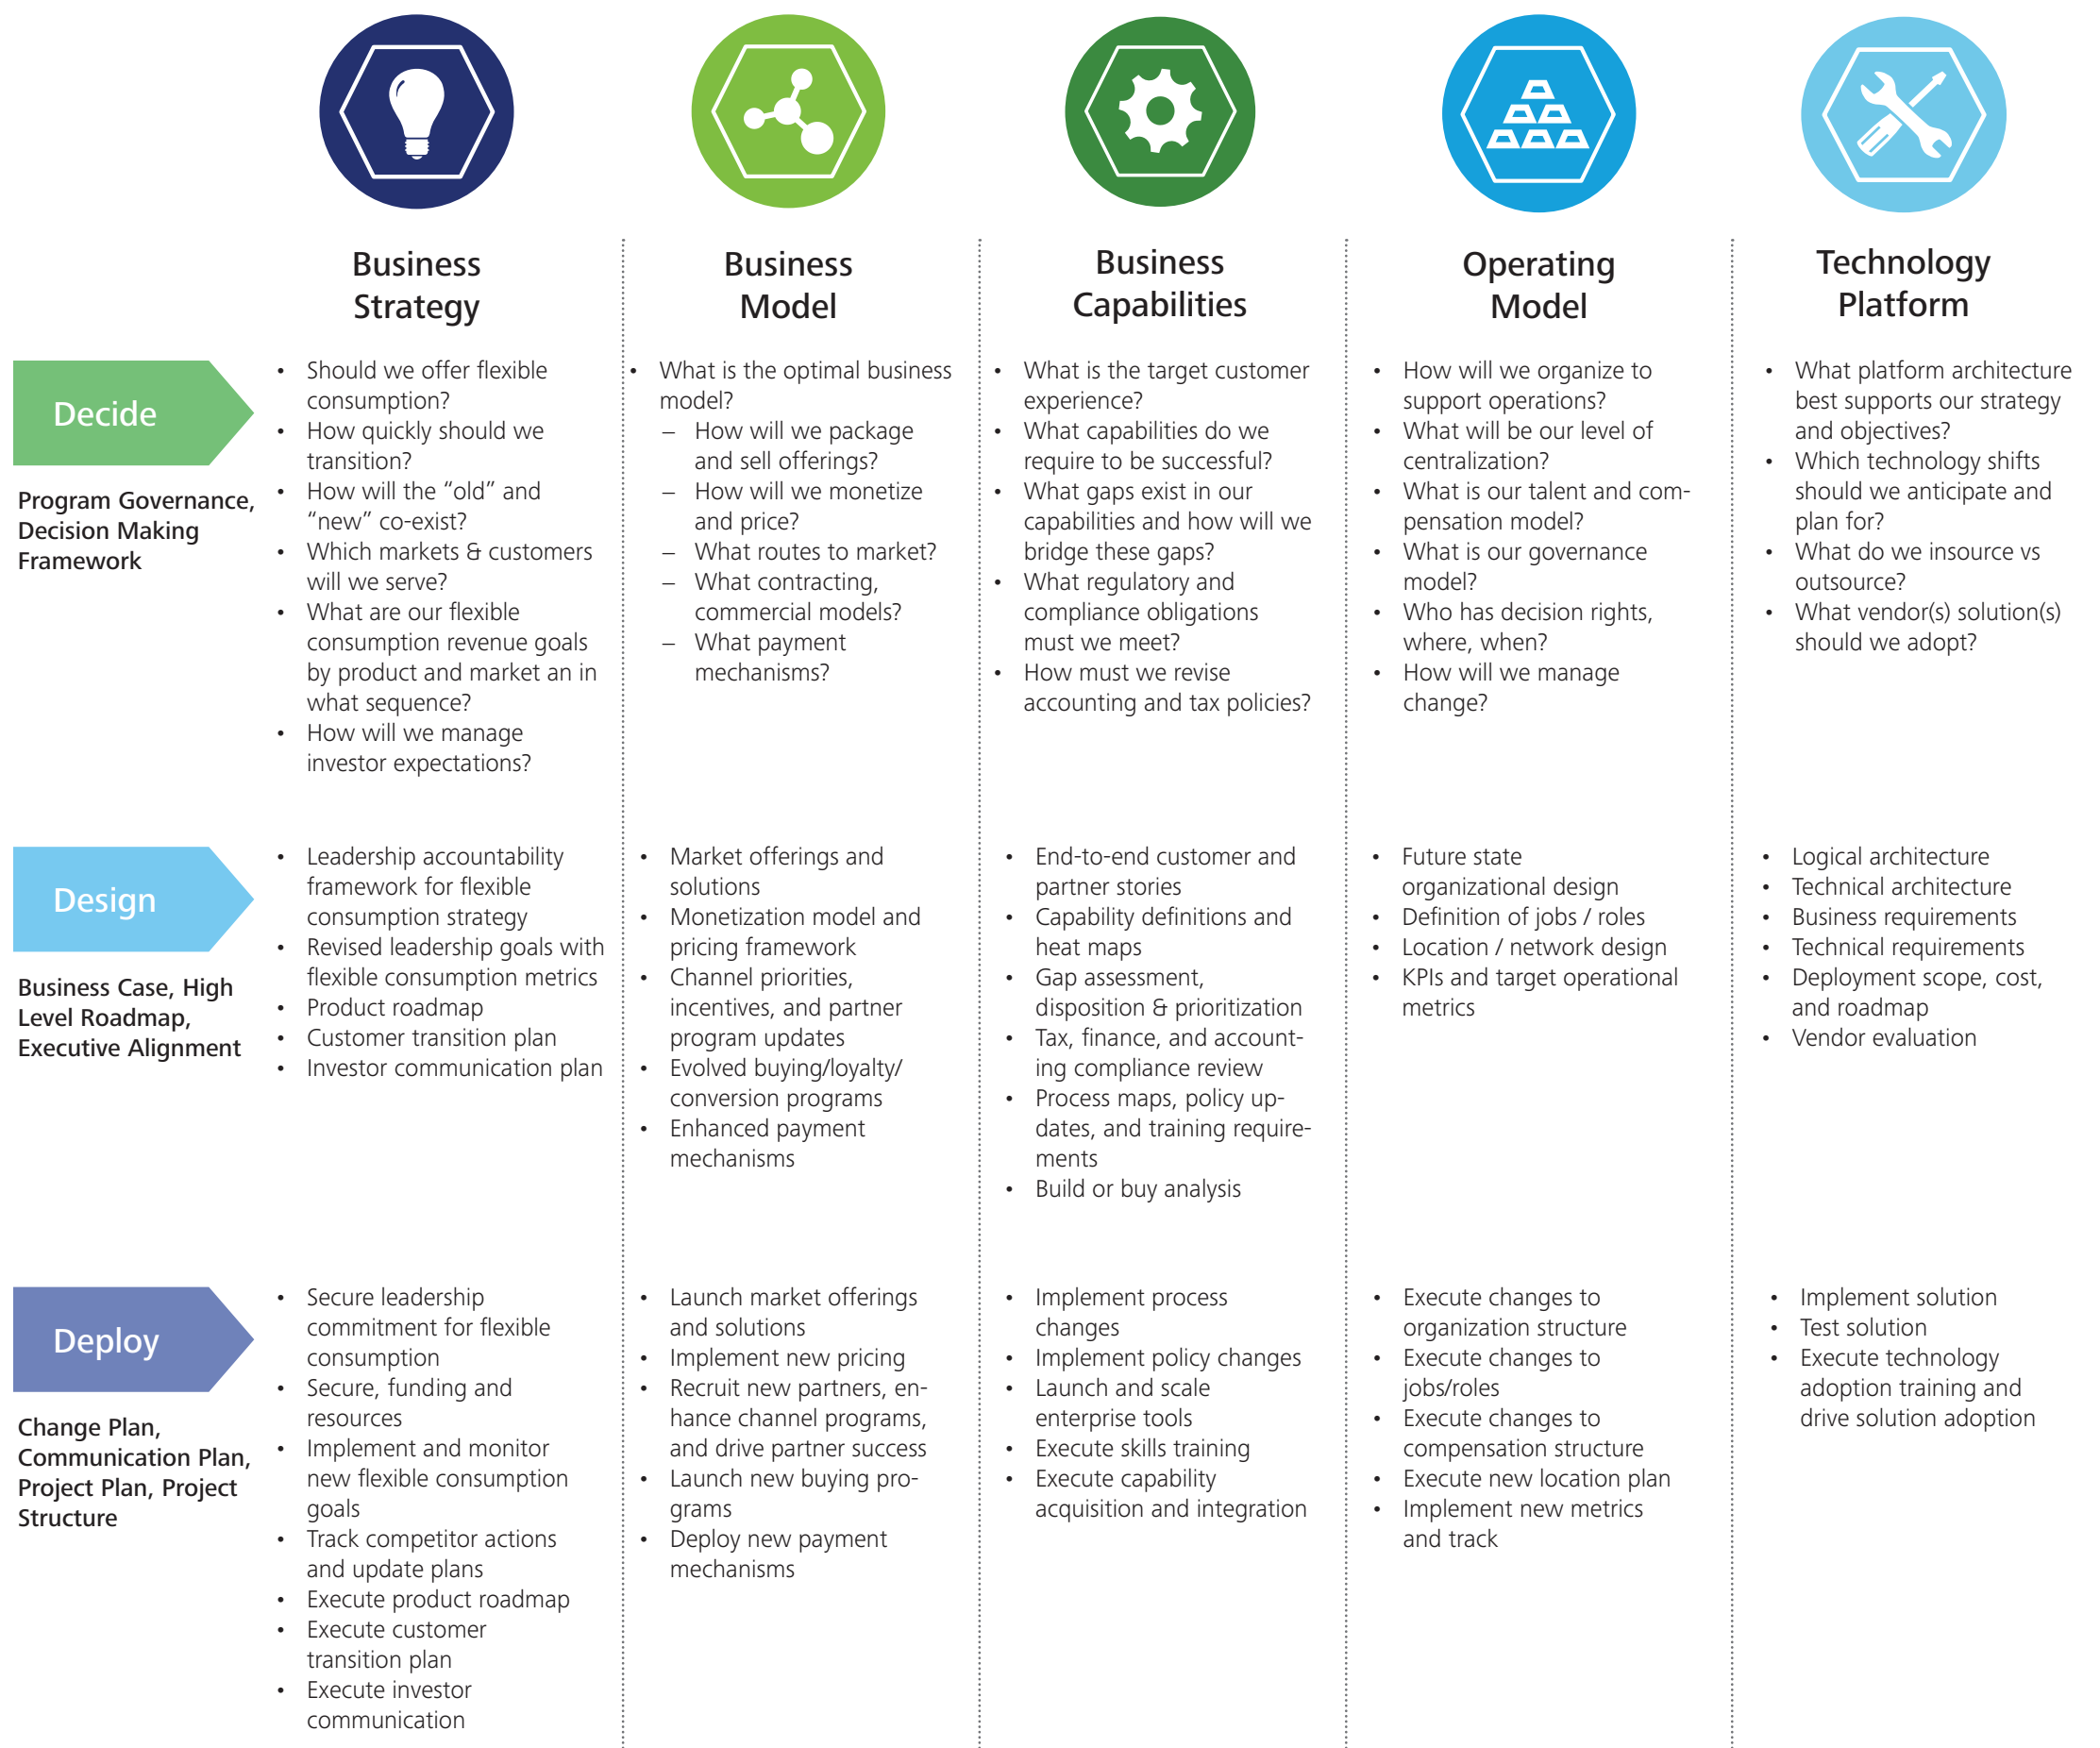 Business
Strategy
Business
Model
Business
Capabilities
Operating
Model
Technology
Platform
Decide
Program Governance,
Decision Making
Framework
• Should we offer flexible
consumption?
• How quickly should we
transition?
• How will the “old” and
“new” co-exist?
• Which markets & customers
will we serve?
• What are our flexible
consumption revenue goals
by product and market an in
what sequence?
• How will we manage
investor expectations?
• What is the optimal business
model?
– How will we package
and sell offerings?
– How will we monetize
and price?
– What routes to market?
– What contracting,
commercial models?
– What payment
mechanisms?
• What is the target customer
experience?
• What capabilities do we
require to be successful?
• What gaps exist in our
capabilities and how will we
bridge these gaps?
• What regulatory and
compliance obligations
must we meet?
• How must we revise
accounting and tax policies?
• How will we organize to
support operations?
• What will be our level of
centralization?
• What is our talent and com-
pensation model?
• What is our governance
model?
• Who has decision rights,
where, when?
• How will we manage
change?
• What platform architecture
best supports our strategy
and objectives?
• Which technology shifts
should we anticipate and
plan for?
• What do we insource vs
outsource?
• What vendor(s) solution(s)
should we adopt?
Design
Business Case, High
Level Roadmap,
Executive Alignment
• Leadership accountability
framework for flexible
consumption strategy
• Revised leadership goals with
flexible consumption metrics
• Product roadmap
• Customer transition plan
• Investor communication plan
• Market offerings and
solutions
• Monetization model and
pricing framework
• Channel priorities,
incentives, and partner
program updates
• Evolved buying/loyalty/
conversion programs
• Enhanced payment
mechanisms
• End-to-end customer and
partner stories
• Capability definitions and
heat maps
• Gap assessment,
disposition & prioritization
• Tax, finance, and account-
ing compliance review
• Process maps, policy up-
dates, and training require-
ments
• Build or buy analysis
• Future state
organizational design
• Definition of jobs / roles
• Location / network design
• KPIs and target operational
metrics
• Logical architecture
• Technical architecture
• Business requirements
• Technical requirements
• Deployment scope, cost,
and roadmap
• Vendor evaluation
Deploy
Change Plan,
Communication Plan,
Project Plan, Project
Structure
• Secure leadership
commitment for flexible
consumption
• Secure, funding and
resources
• Implement and monitor
new flexible consumption
goals
• Track competitor actions
and update plans
• Execute product roadmap
• Execute customer
transition plan
• Execute investor
communication
• Launch market offerings
and solutions
• Implement new pricing
• Recruit new partners, en-
hance channel programs,
and drive partner success
• Launch new buying pro-
grams
• Deploy new payment
mechanisms
• Implement process
changes
• Implement policy changes
• Launch and scale
enterprise tools
• Execute skills training
• Execute capability
acquisition and integration
• Execute changes to
organization structure
• Execute changes to
jobs/roles
• Execute changes to
compensation structure
• Execute new location plan
• Implement new metrics
and track
• Implement solution
• Test solution
• Execute technology
adoption training and
drive solution adoption